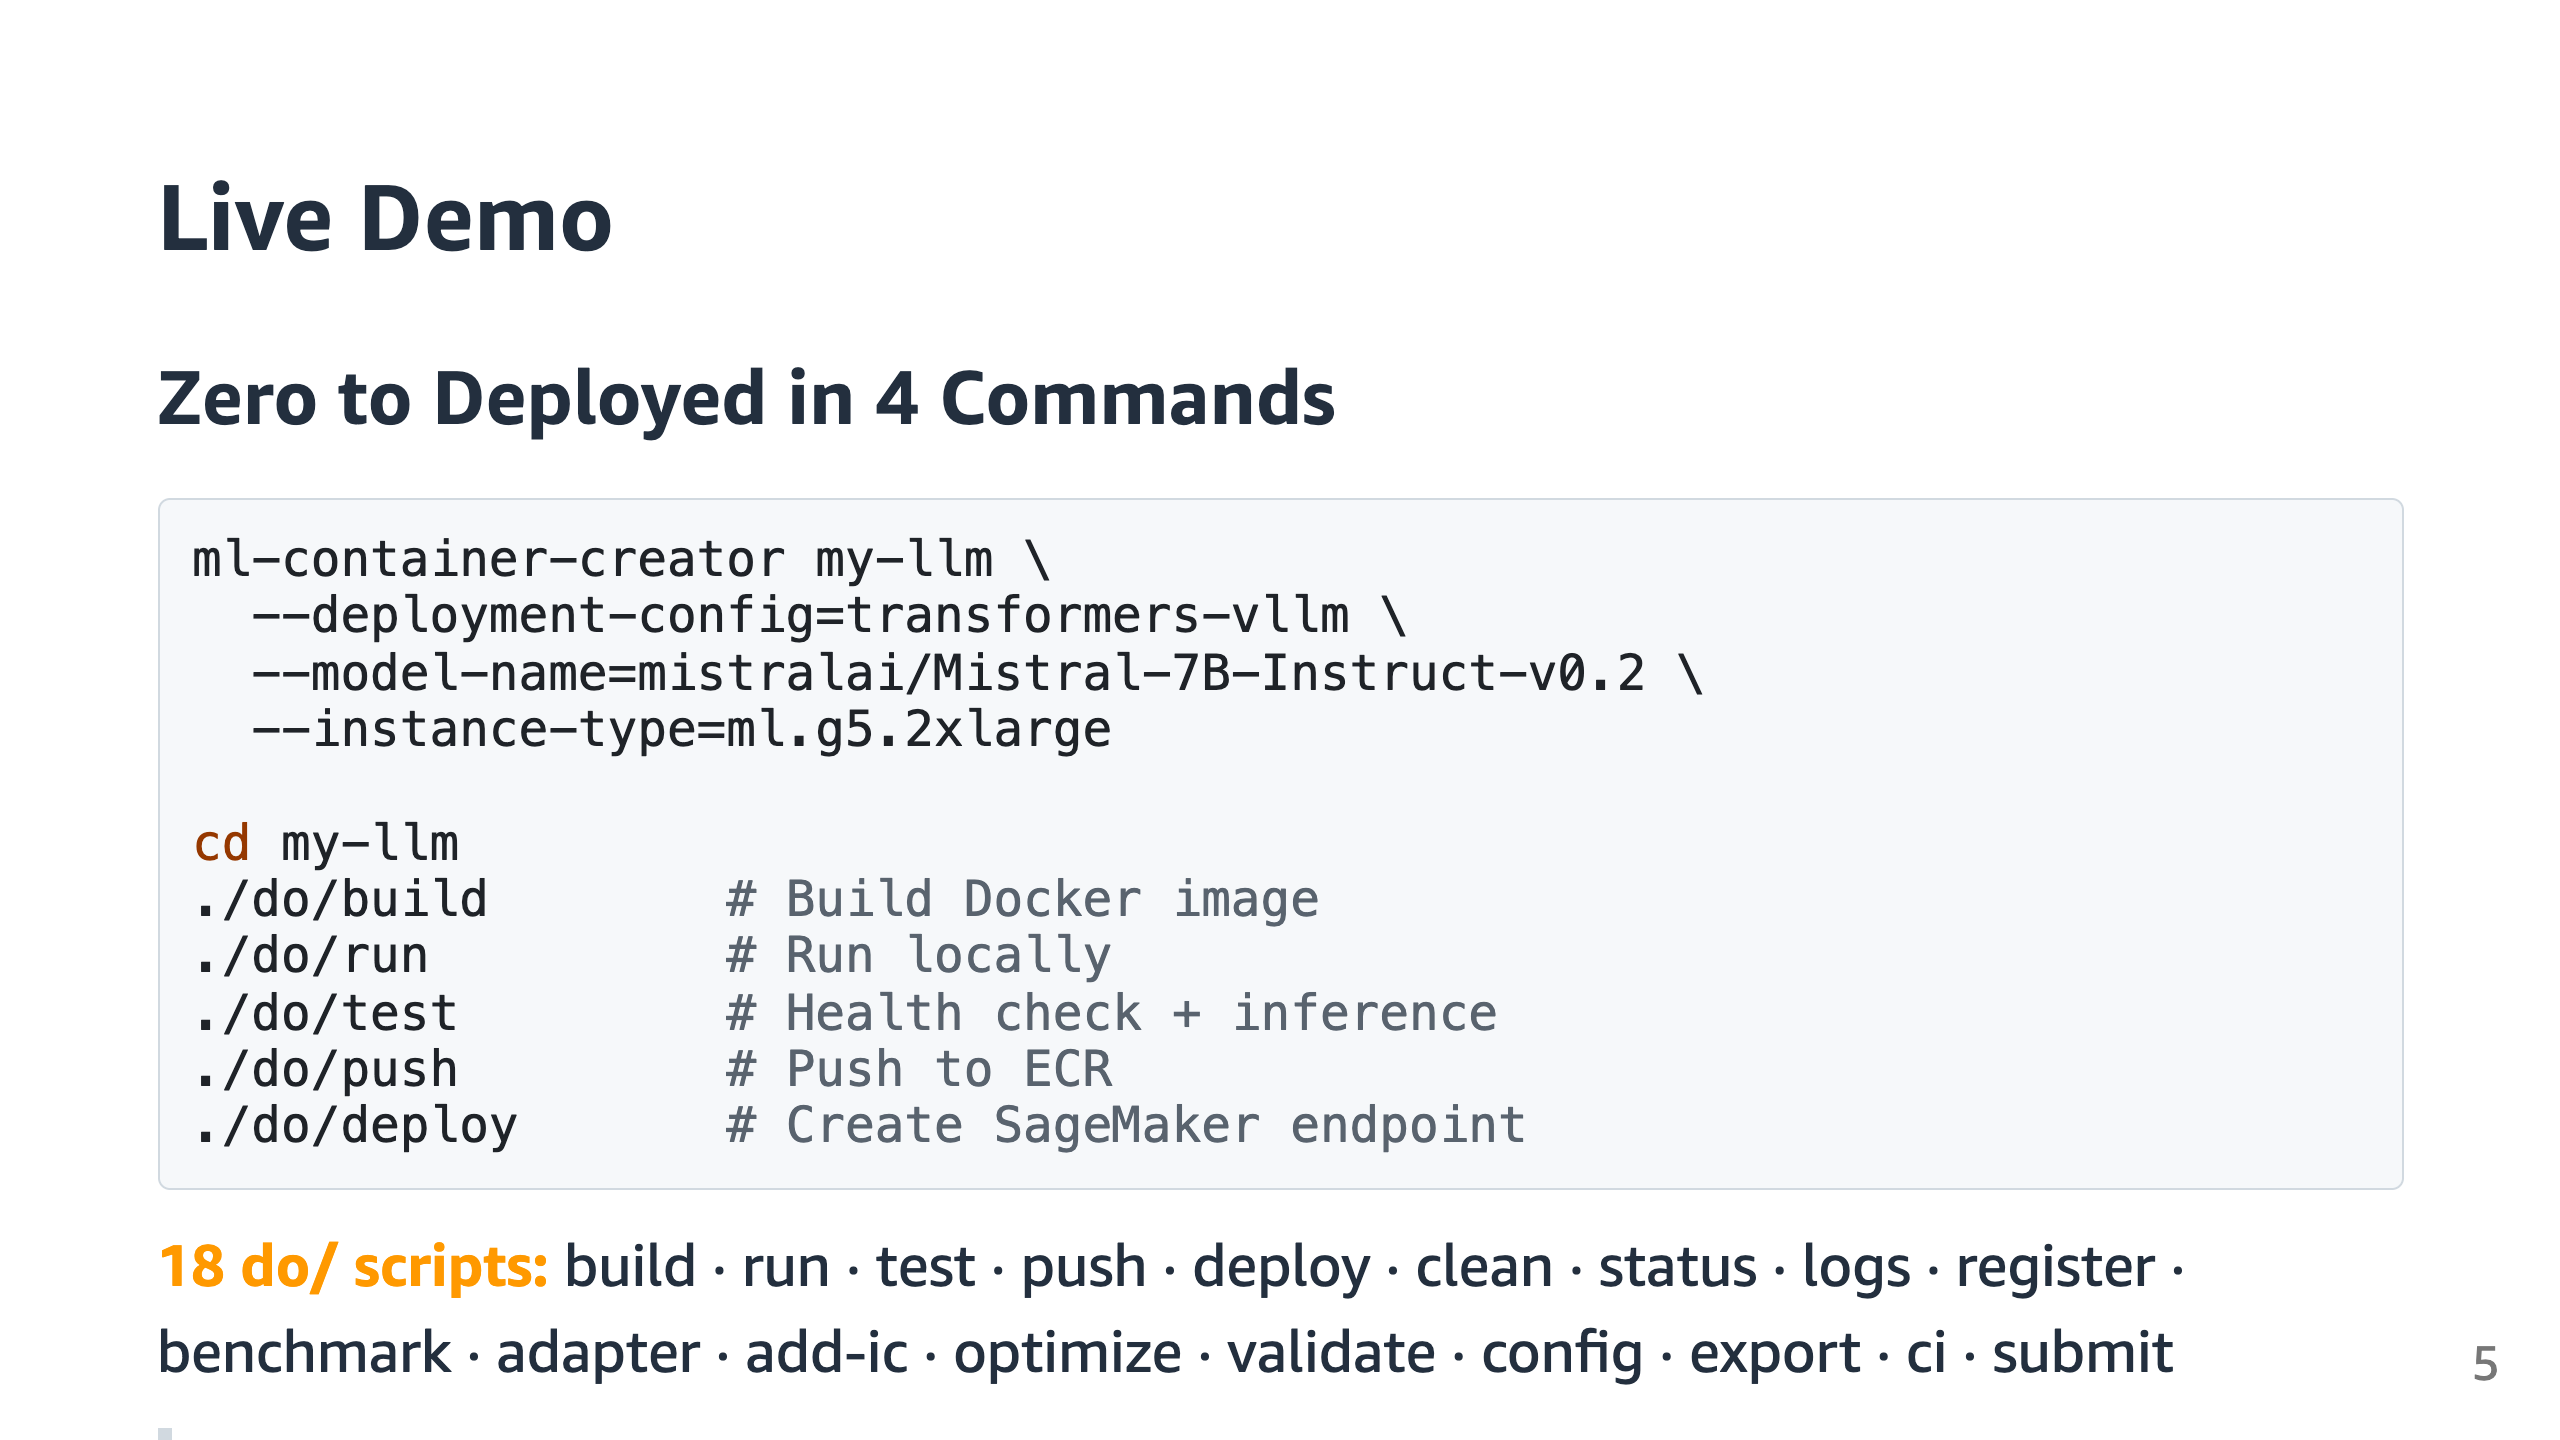 Live Demo
Zero to Deployed in 4 Commands
ml-container-creator my-llm \
  --deployment-config=transformers-vllm \
  --model-name=mistralai/Mistral-7B-Instruct-v0.2 \
  --instance-type=ml.g5.2xlarge

cd my-llm
./do/build        # Build Docker image
./do/run          # Run locally
./do/test         # Health check + inference
./do/push         # Push to ECR
./do/deploy       # Create SageMaker endpoint
18 do/ scripts: build · run · test · push · deploy · clean · status · logs · register ·
benchmark · adapter · add-ic · optimize · validate · config · export · ci · submit
5